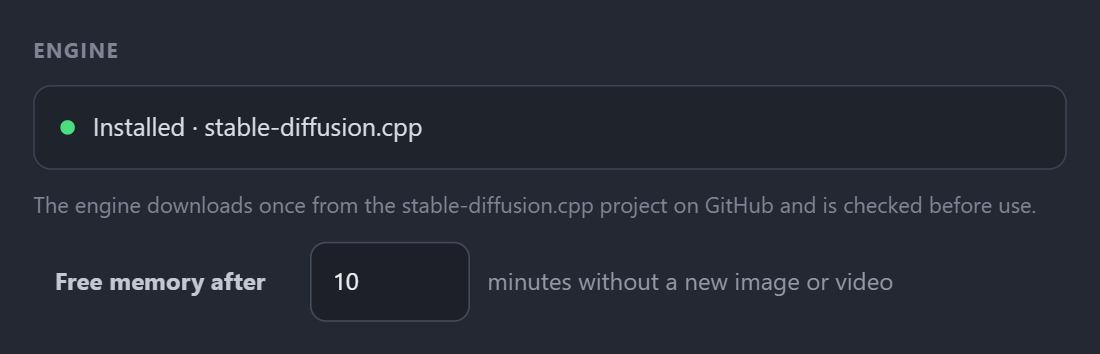 ENGINE
Installed · stable-diffusion.cpp
The engine downloads once from the stable-diffusion.cpp project on GitHub and is checked before use.
Free memory after 10 minutes without a new image or video